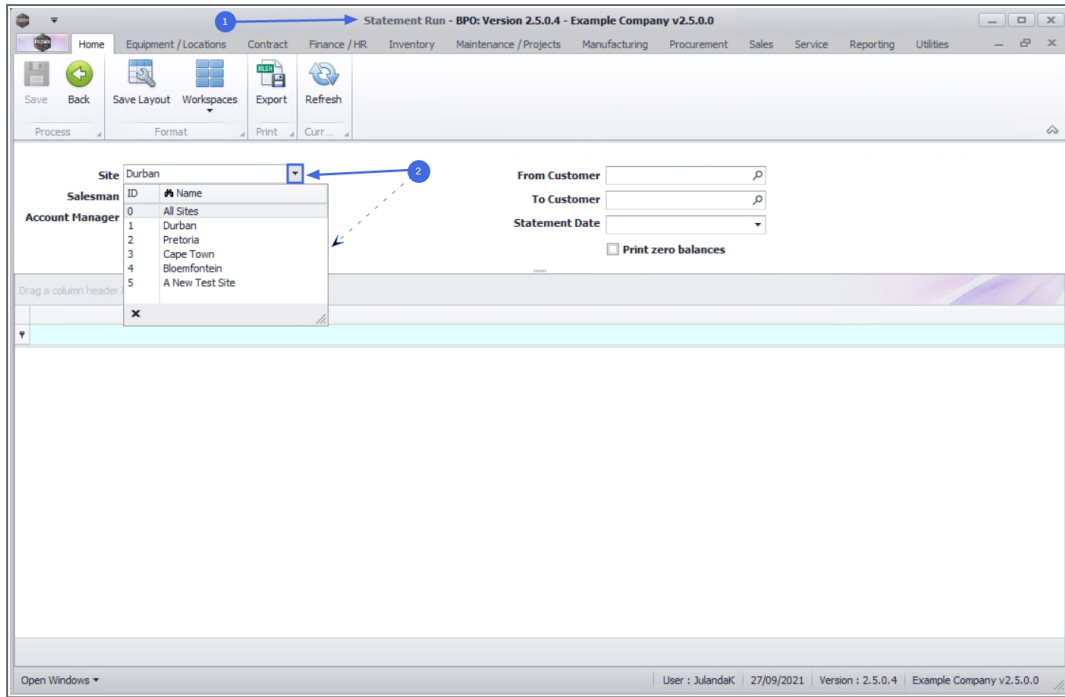 1
Statement Run - BPO: Version 2.5.0.4 - Example Company v2.5.0.0
Home Equipment / Locations Contract Finance / HR Inventory Maintenance / Projects Manufacturing Procurement Sales Service Reporting Utilities
Save Back Save Layout Workspaces Export Refresh
Process Format Print Curr...
Site Durban
2
From Customer
Salesman
To Customer
Account Manager
Statement Date
Print zero balances
ID Name
0 All Sites
1 Durban
2 Pretoria
3 Cape Town
4 Bloemfontein
5 A New Test Site
Drag a column header
Open Windows User : JulandaK 27/09/2021 Version : 2.5.0.4 Example Company v2.5.0.0